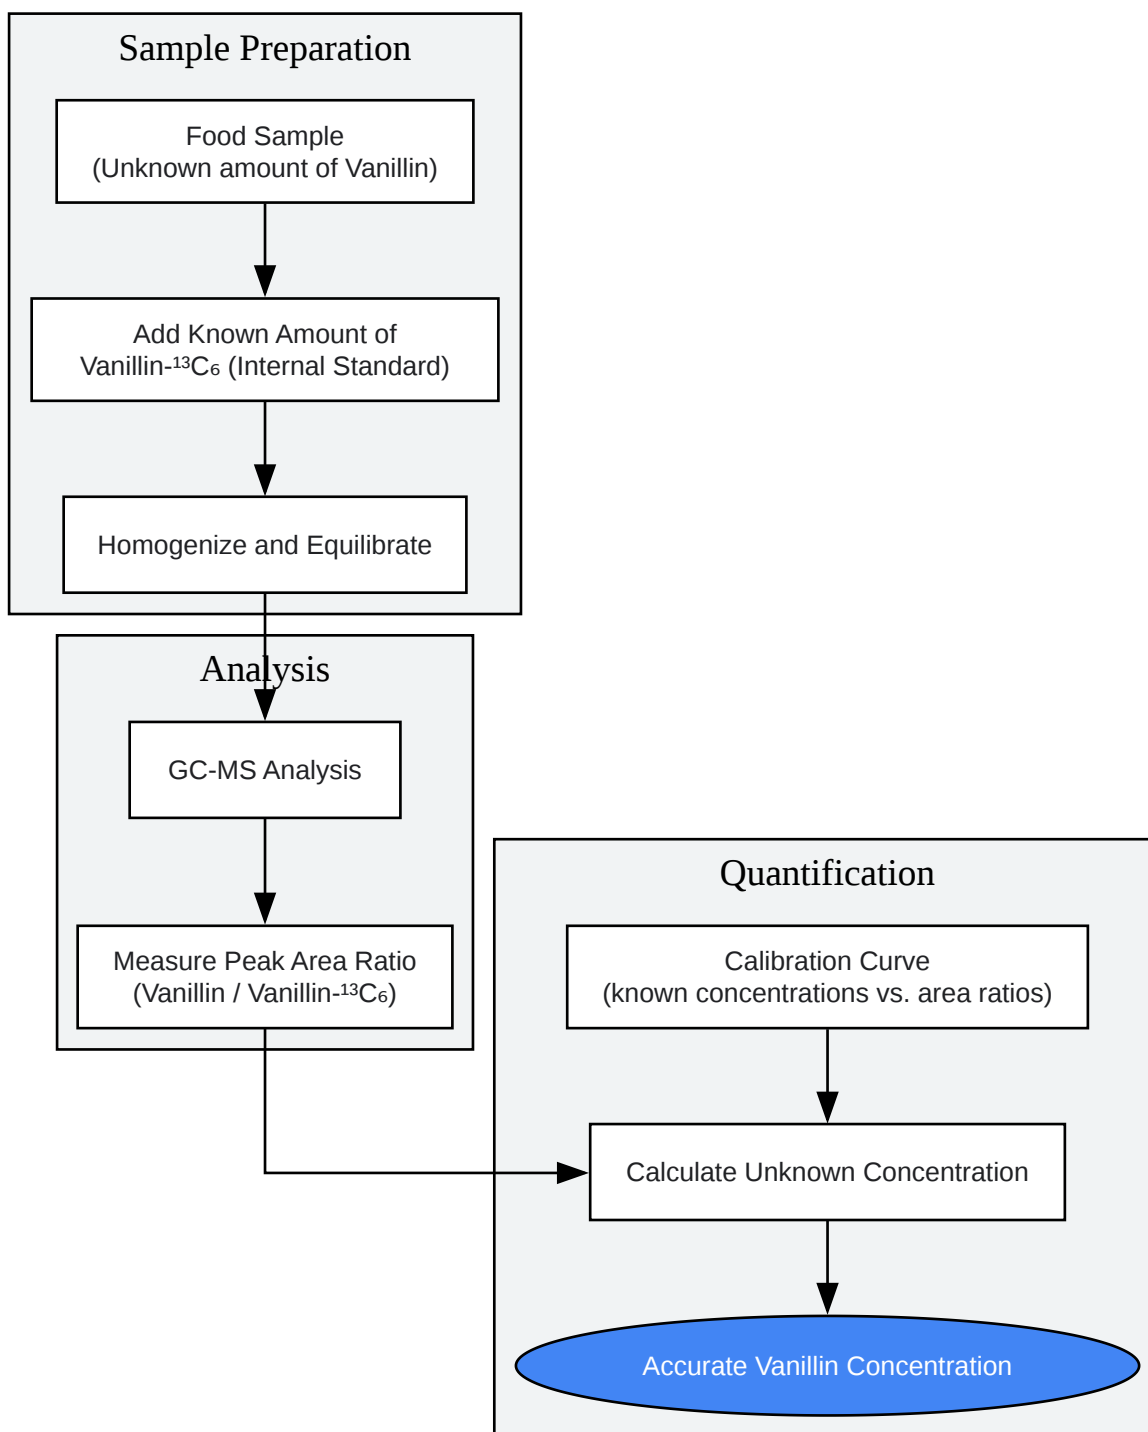 Sample Preparation
Food Sample
(Unknown amount of Vanillin)
Add Known Amount of
Vanillin-¹³C₆ (Internal Standard)
Homogenize and Equilibrate
Analysis
GC-MS Analysis
Measure Peak Area Ratio
(Vanillin / Vanillin-¹³C₆)
Quantification
Calibration Curve
(known concentrations vs. area ratios)
Calculate Unknown Concentration
Accurate Vanillin Concentration